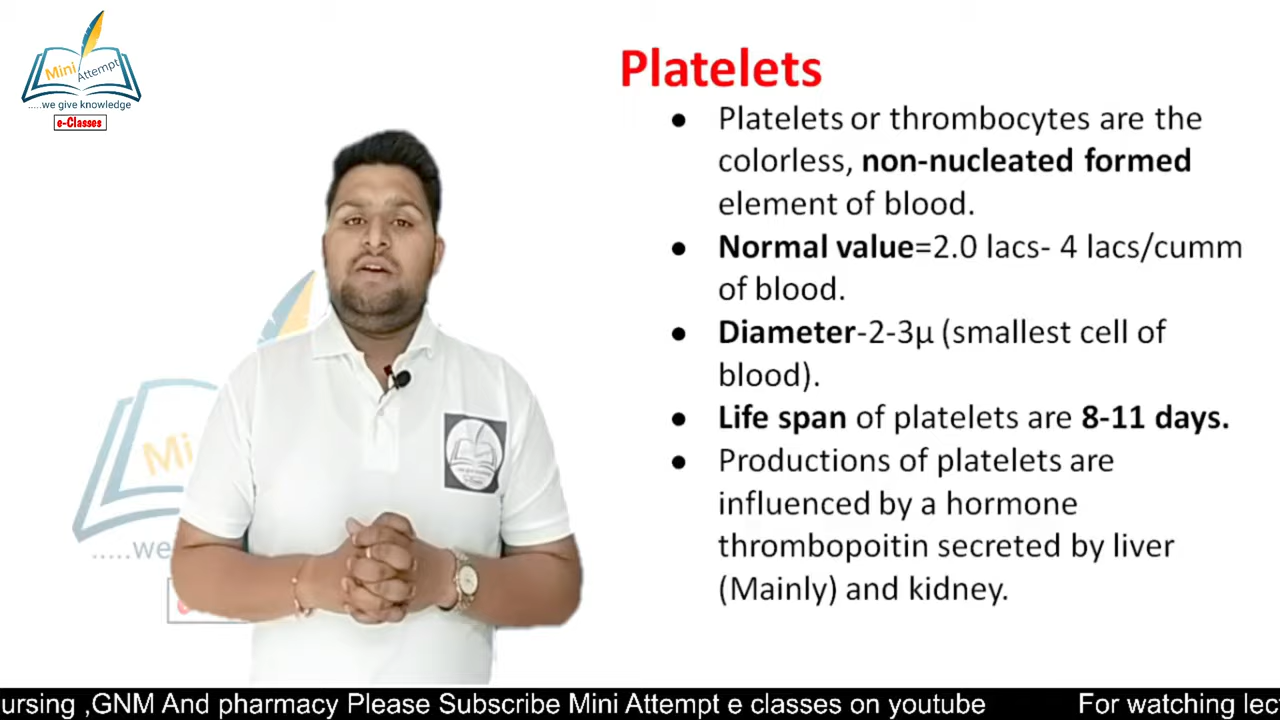 Mini Attempt
.....we give knowledge
e-Classes
Platelets
● Platelets or thrombocytes are the
colorless, non-nucleated formed
element of blood.
● Normal value=2.0 lacs- 4 lacs/cumm
of blood.
● Diameter-2-3µ (smallest cell of
blood).
● Life span of platelets are 8-11 days.
● Productions of platelets are
influenced by a hormone
thrombopoitin secreted by liver
(Mainly) and kidney.
Mi
.....we
ursing ,GNM And pharmacy Please Subscribe Mini Attempt e classes on youtube For watching lec